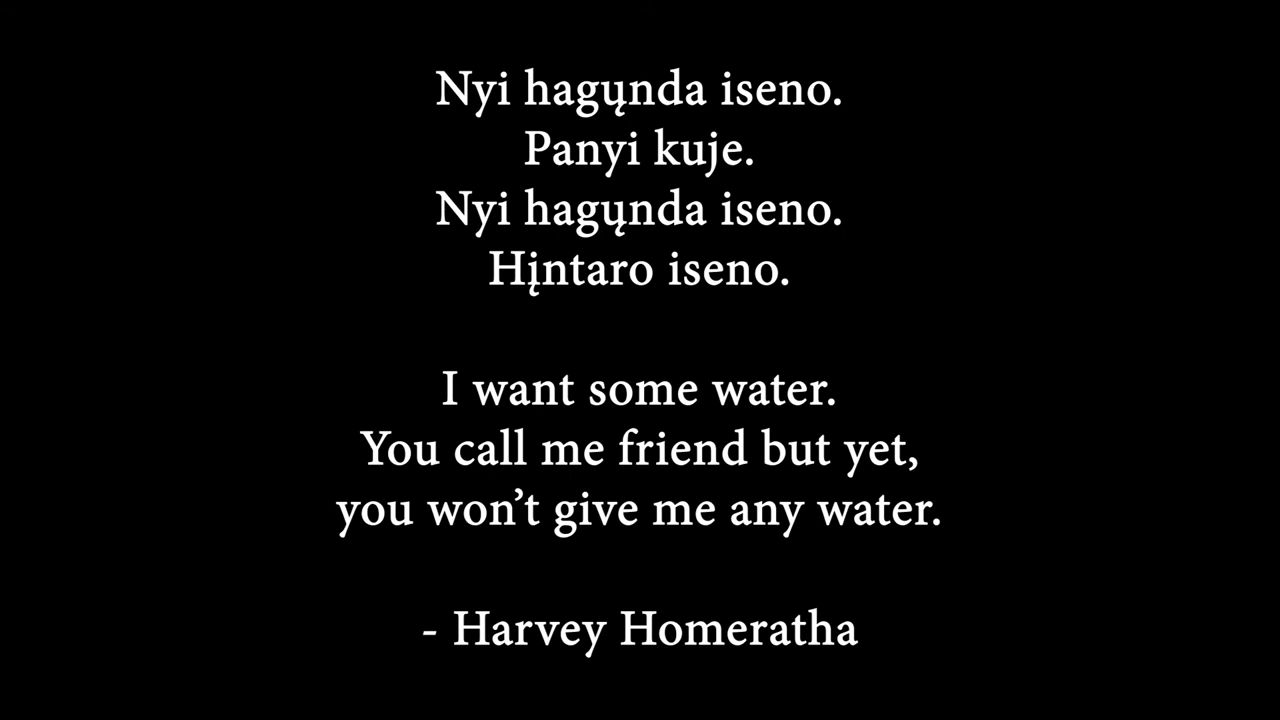 Nyi hagųnda iseno.
Panyi kuje.
Nyi hagųnda iseno.
Hįntaro iseno.
I want some water.
You call me friend but yet,
you won’t give me any water.
- Harvey Homeratha